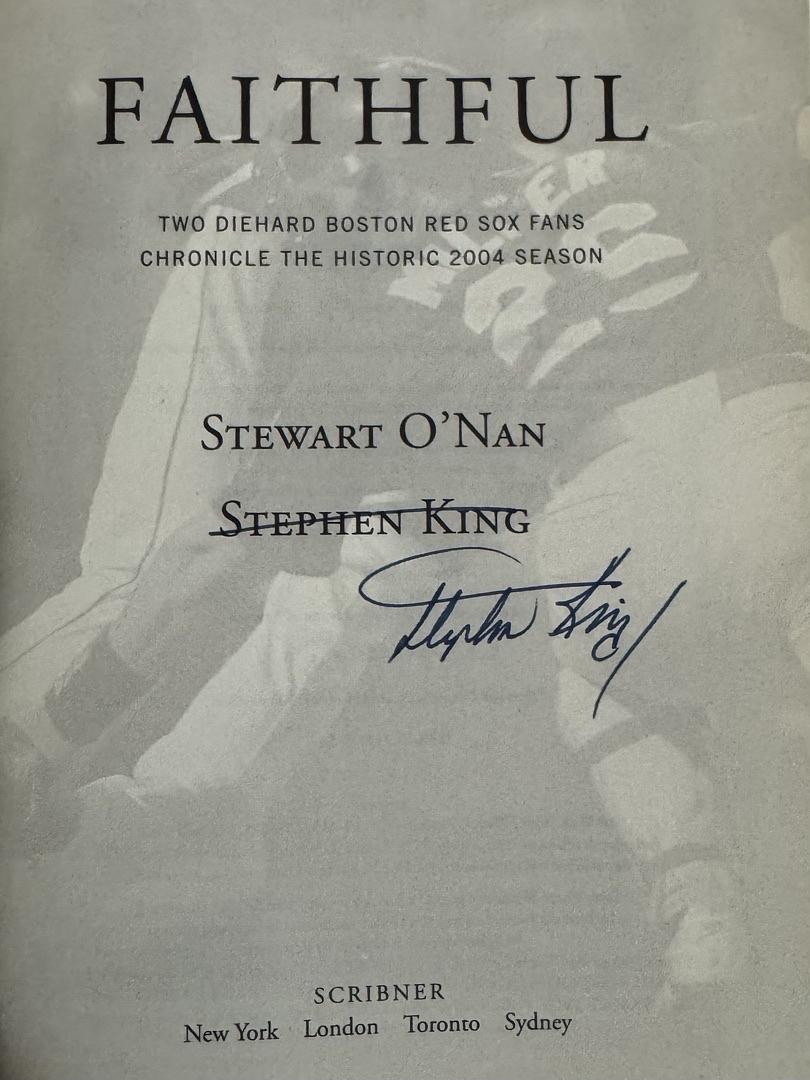 FAITHFUL
TWO DIEHARD BOSTON RED SOX FANS
CHRONICLE THE HISTORIC 2004 SEASON
STEWART O'NAN
STEPHEN KING
Stephen King
SCRIBNER
New York London Toronto Sydney